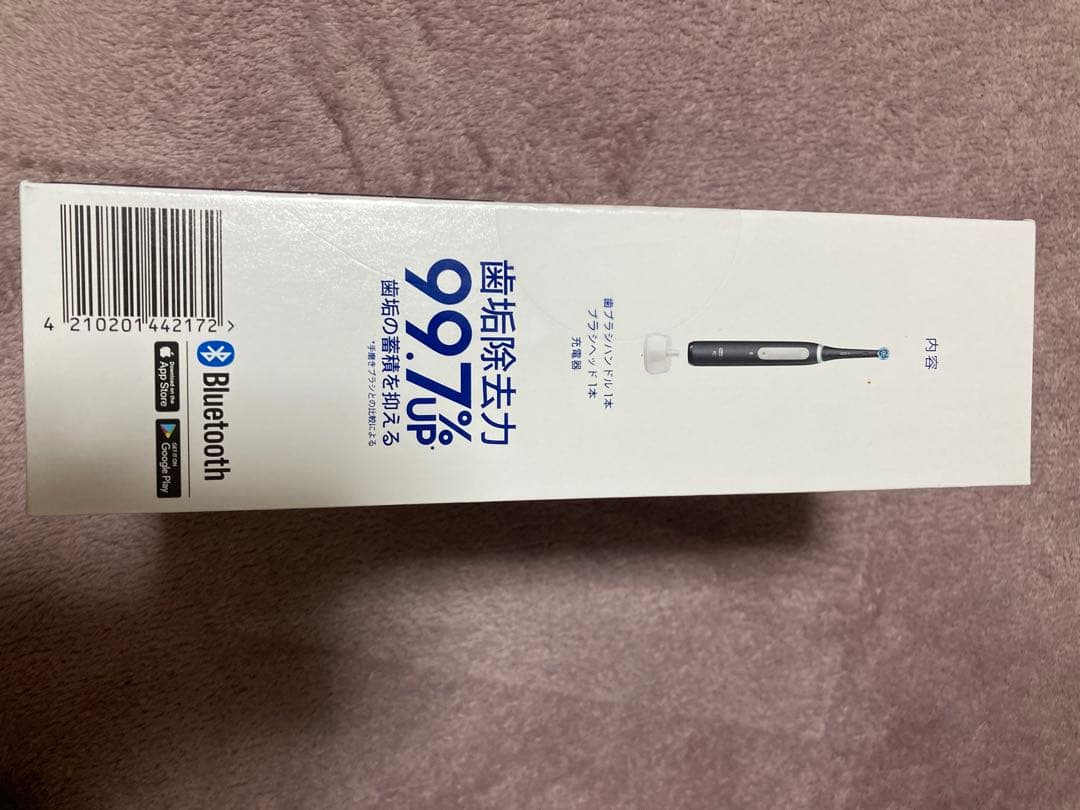 内容
歯ブラシハンドル 1本
ブラシヘッド 1本
充電器
歯垢除去力
99.7%UP*
歯垢の蓄積を抑える
*手磨きブラシとの比較による
Bluetooth
Download on the
App Store
GET IT ON
Google Play
4 210201 442172 >